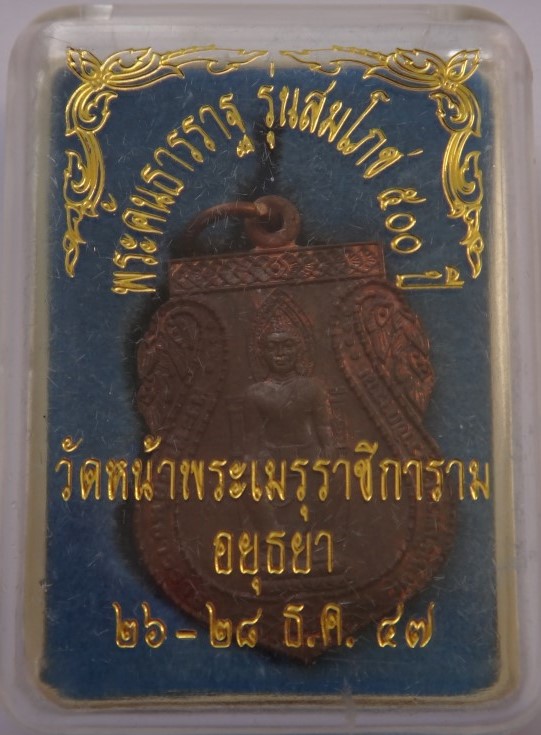 พระคันธารราฐ รุ่นสมโภช ๕๐๐ ปี
วัดหน้าพระเมรุราชิการาม
อยุธยา
๒๖-๒๘ ธ.ค. ๔๗